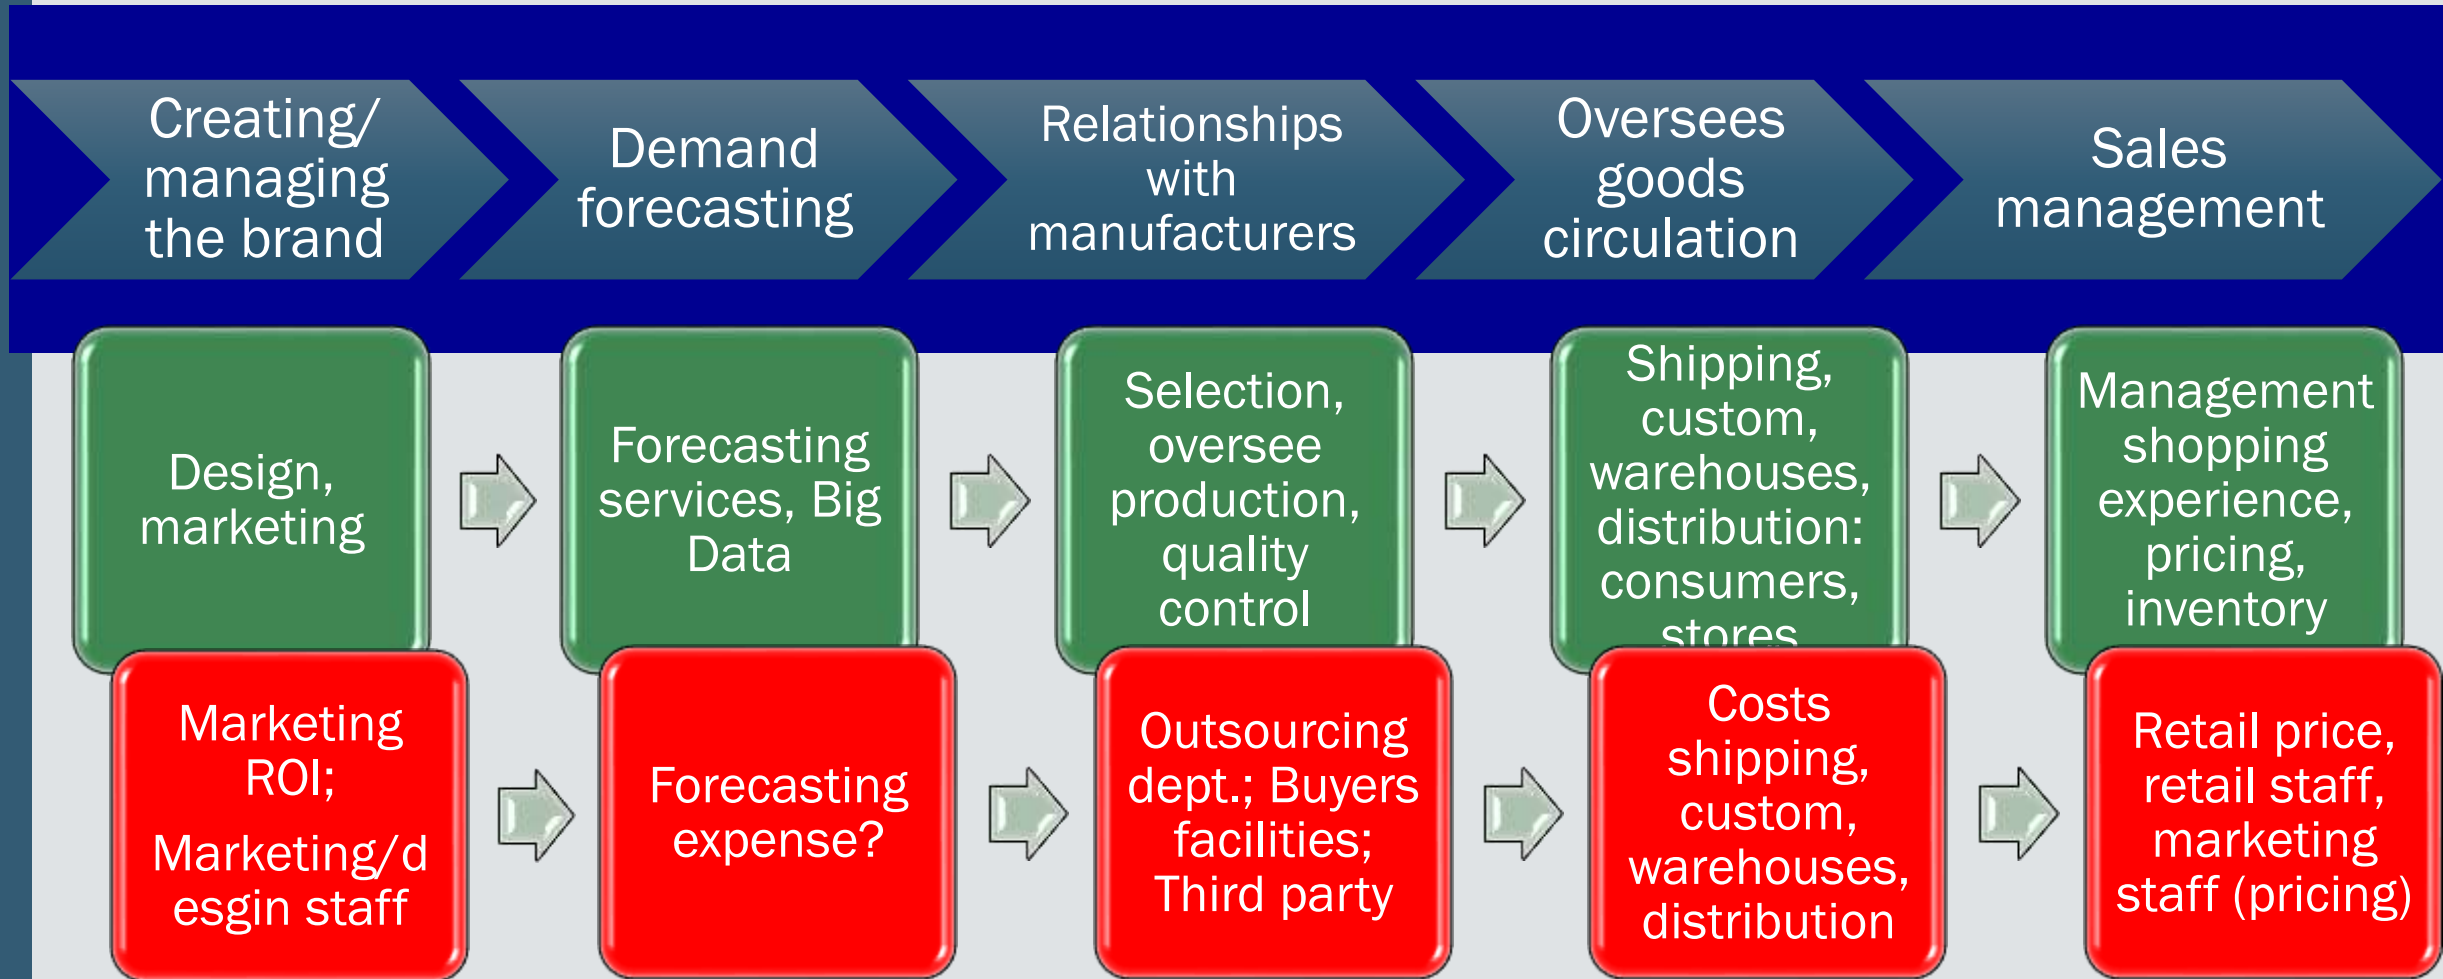 Creating/
managing
the brand
Demand
forecasting
Relationships
with
manufacturers
Oversees
goods
circulation
Sales
management
Design,
marketing
Forecasting
services, Big
Data
Selection,
oversee
production,
quality
control
Shipping,
custom,
warehouses,
distribution:
consumers,
stores
Management
shopping
experience,
pricing,
inventory
Marketing
ROI;
Marketing/d
esgin staff
Forecasting
expense?
Outsourcing
dept.; Buyers
facilities;
Third party
Costs
shipping,
custom,
warehouses,
distribution
Retail price,
retail staff,
marketing
staff (pricing)